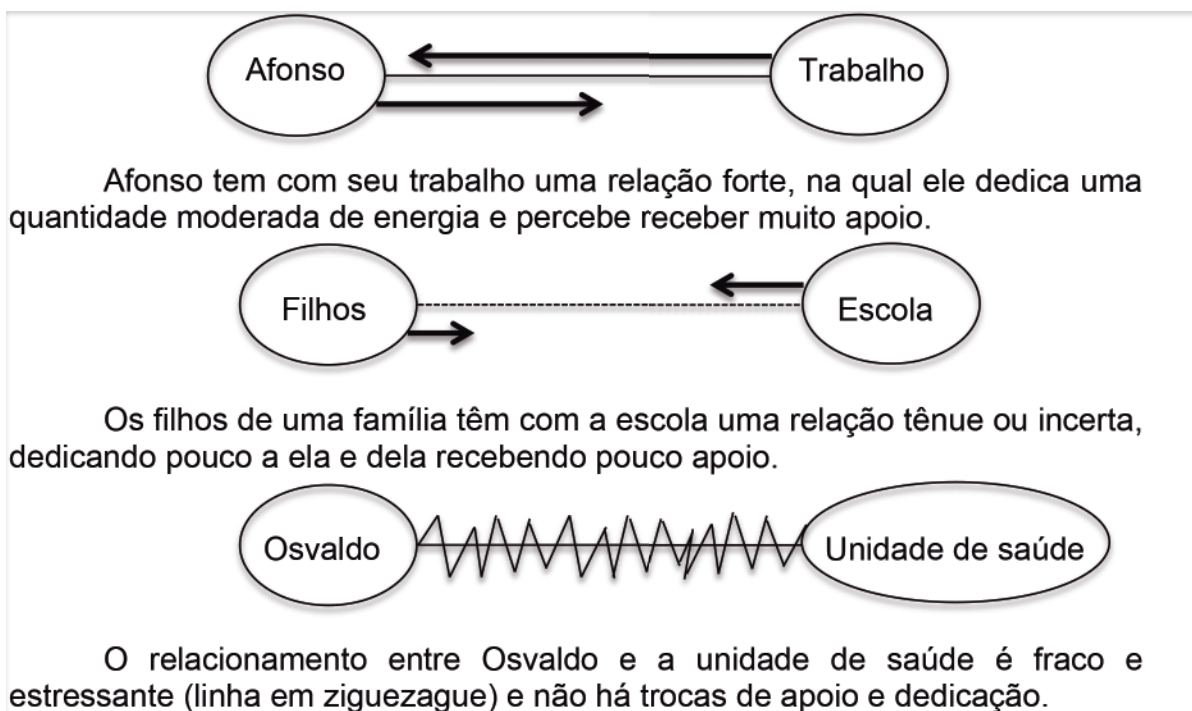 Afonso
Trabalho
Afonso tem com seu trabalho uma relação forte, na qual ele dedica uma
quantidade moderada de energia e percebe receber muito apoio.
Filhos
Escola
Os filhos de uma família têm com a escola uma relação tênue ou incerta,
dedicando pouco a ela e dela recebendo pouco apoio.
Osvaldo
Unidade de saúde
O relacionamento entre Osvaldo e a unidade de saúde é fraco e
estressante (linha em ziguezague) e não há trocas de apoio e dedicação.